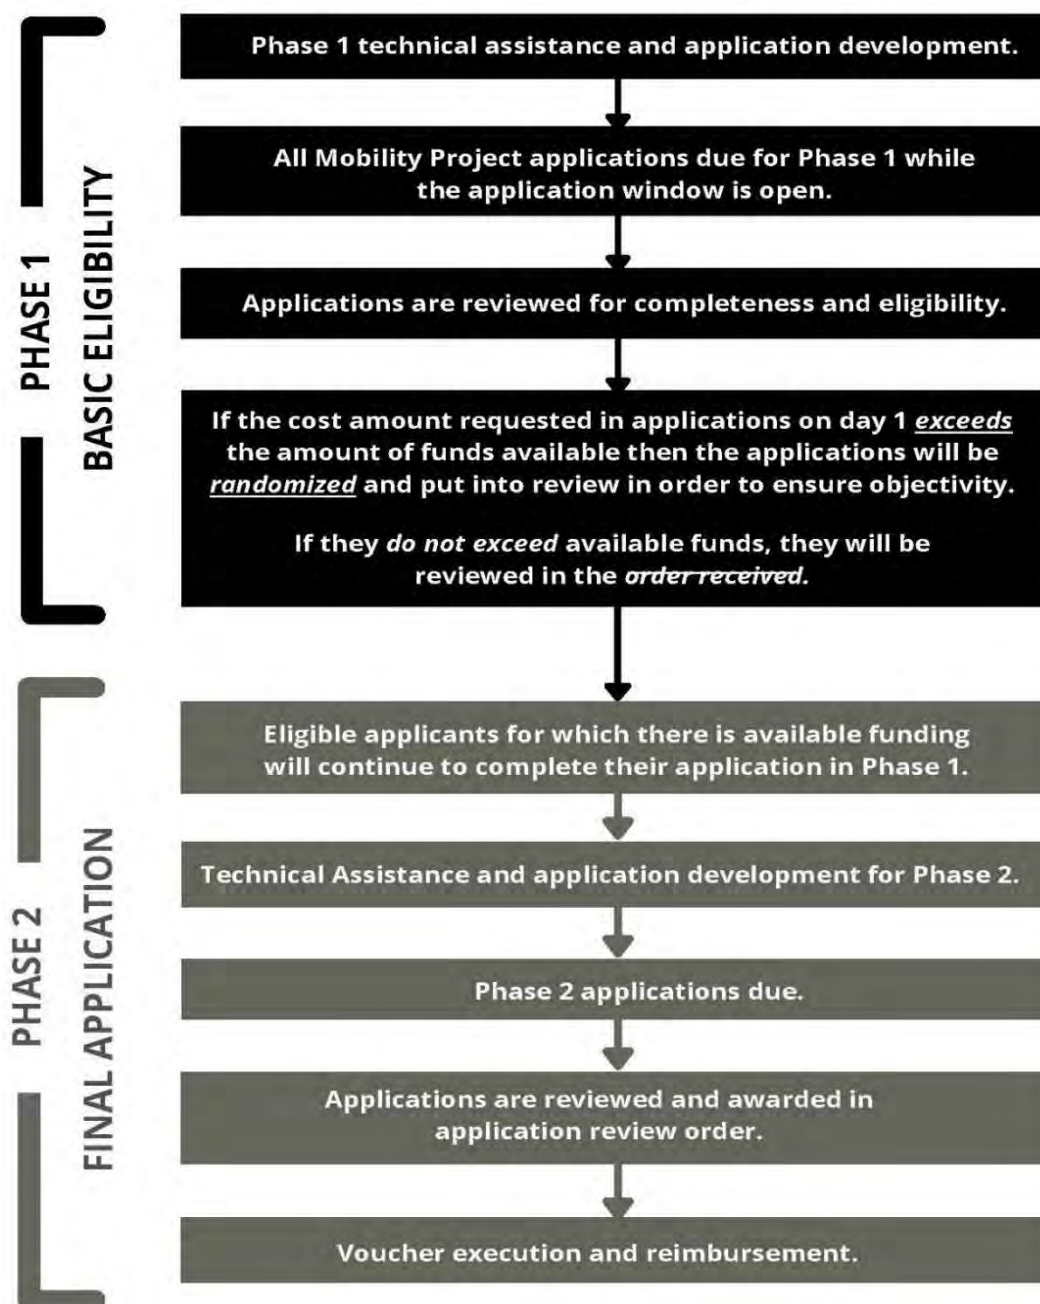 PHASE 1
BASIC ELIGIBILITY
Phase 1 technical assistance and application development.
All Mobility Project applications due for Phase 1 while
the application window is open.
Applications are reviewed for completeness and eligibility.
If the cost amount requested in applications on day 1 exceeds
the amount of funds available then the applications will be
randomized and put into review in order to ensure objectivity.
If they do not exceed available funds, they will be
reviewed in the order received.
PHASE 2
FINAL APPLICATION
Eligible applicants for which there is available funding
will continue to complete their application in Phase 1.
Technical Assistance and application development for Phase 2.
Phase 2 applications due.
Applications are reviewed and awarded in
application review order.
Voucher execution and reimbursement.